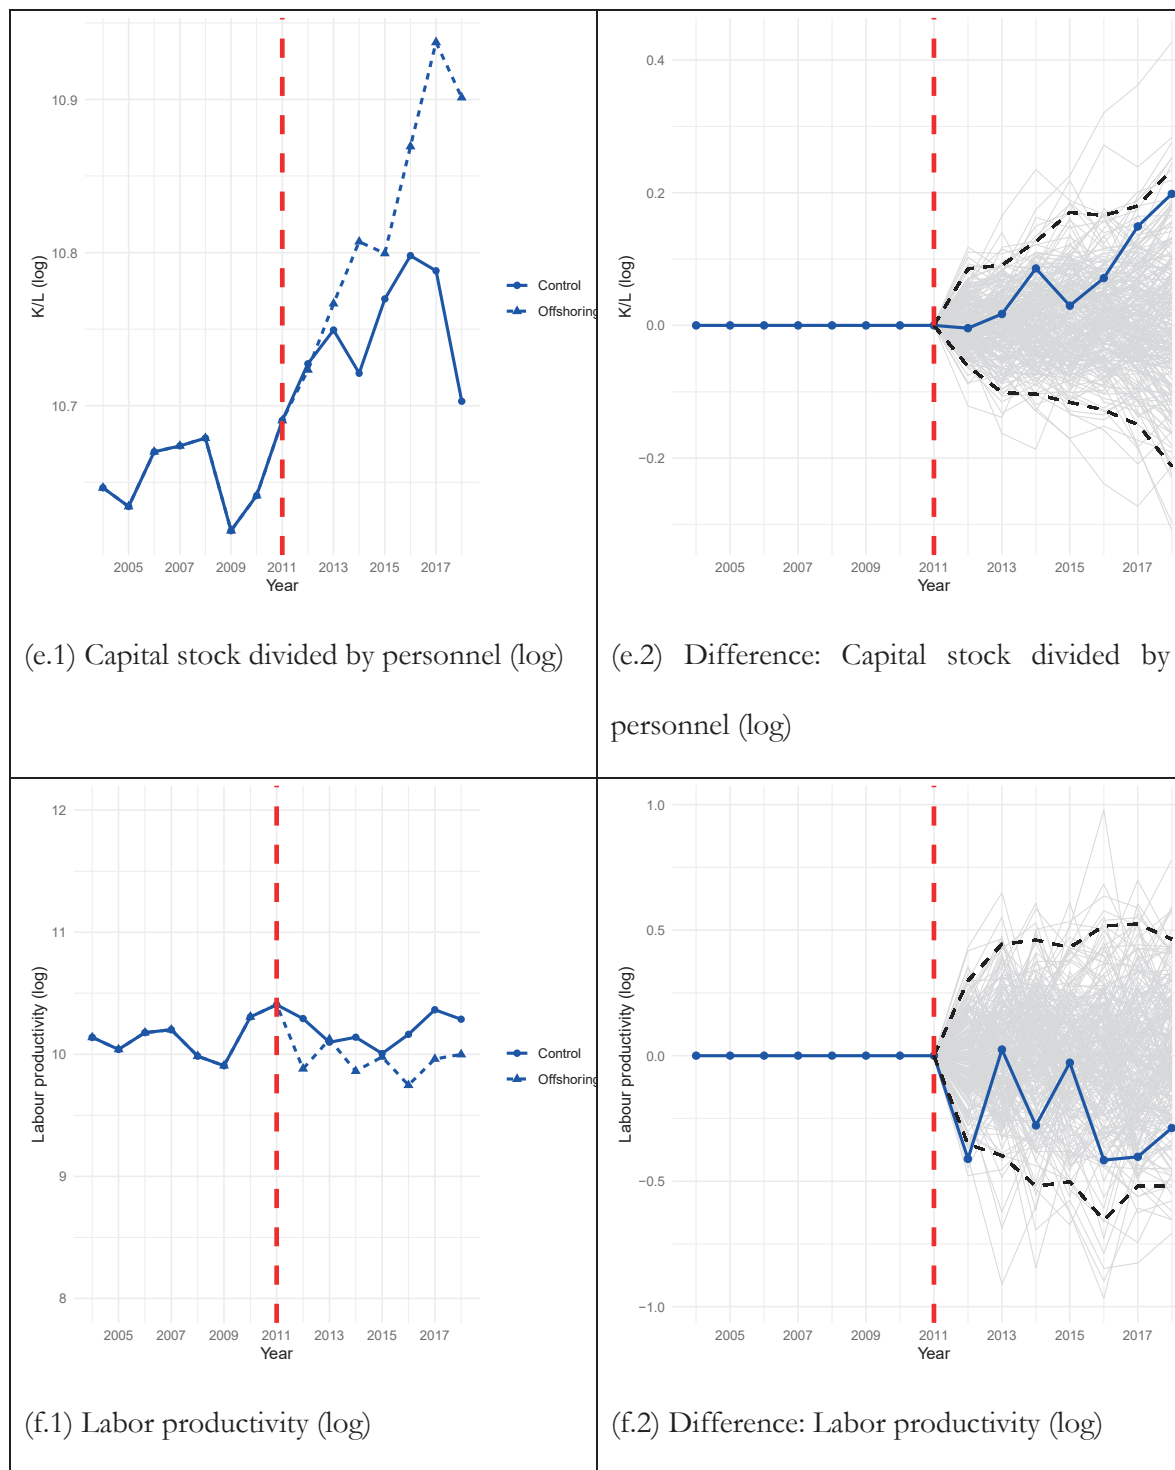 10.9
10.8
10.7
K/L (log)
2005 2007 2009 2011 2013 2015 2017
Year
Control
Offshoring
0.4
0.2
0.0
−0.2
K/L (log)
2005 2007 2009 2011 2013 2015 2017
Year
(e.1) Capital stock divided by personnel (log)
(e.2) Difference: Capital stock divided by
personnel (log)
12
11
10
9
8
Labour productivity (log)
2005 2007 2009 2011 2013 2015 2017
Year
Control
Offshoring
1.0
0.5
0.0
−0.5
−1.0
Labour productivity (log)
2005 2007 2009 2011 2013 2015 2017
Year
(f.1) Labor productivity (log)
(f.2) Difference: Labor productivity (log)